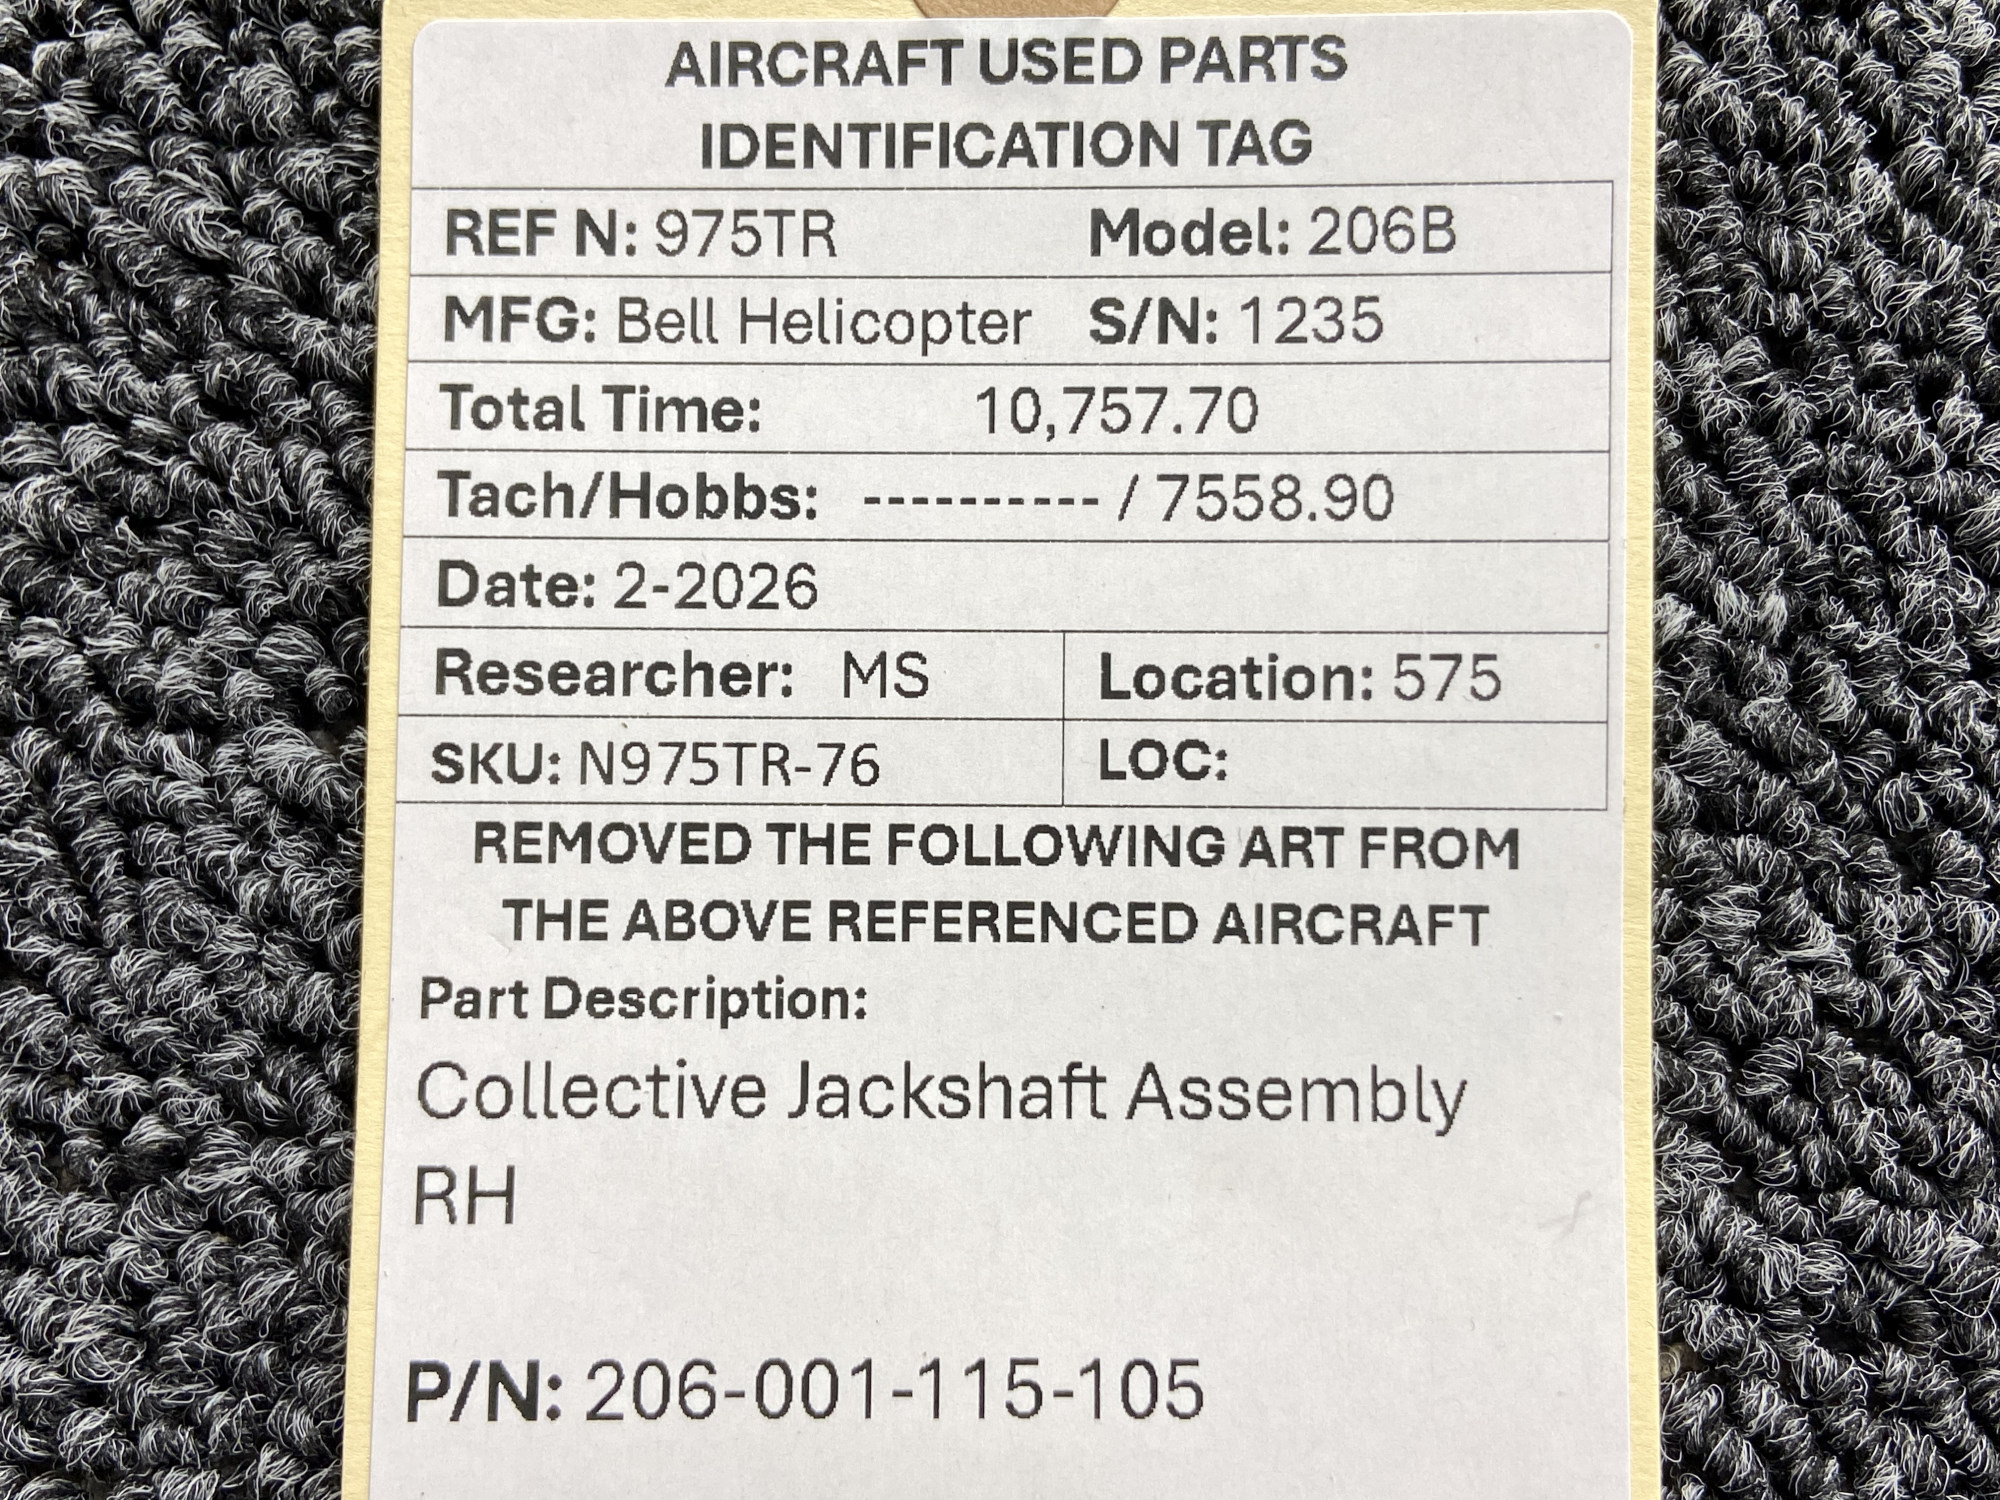 AIRCRAFT USED PARTS
IDENTIFICATION TAG
REF N: 975TR Model: 206B
MFG: Bell Helicopter S/N: 1235
Total Time: 10,757.70
Tach/Hobbs: ---------- / 7558.90
Date: 2-2026
Researcher: MS Location: 575
SKU: N975TR-76 LOC:
REMOVED THE FOLLOWING ART FROM
THE ABOVE REFERENCED AIRCRAFT
Part Description:
Collective Jackshaft Assembly
RH
P/N: 206-001-115-105